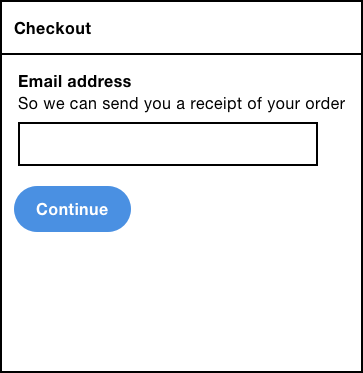 Checkout
Email address
So we can send you a receipt of your order
Continue